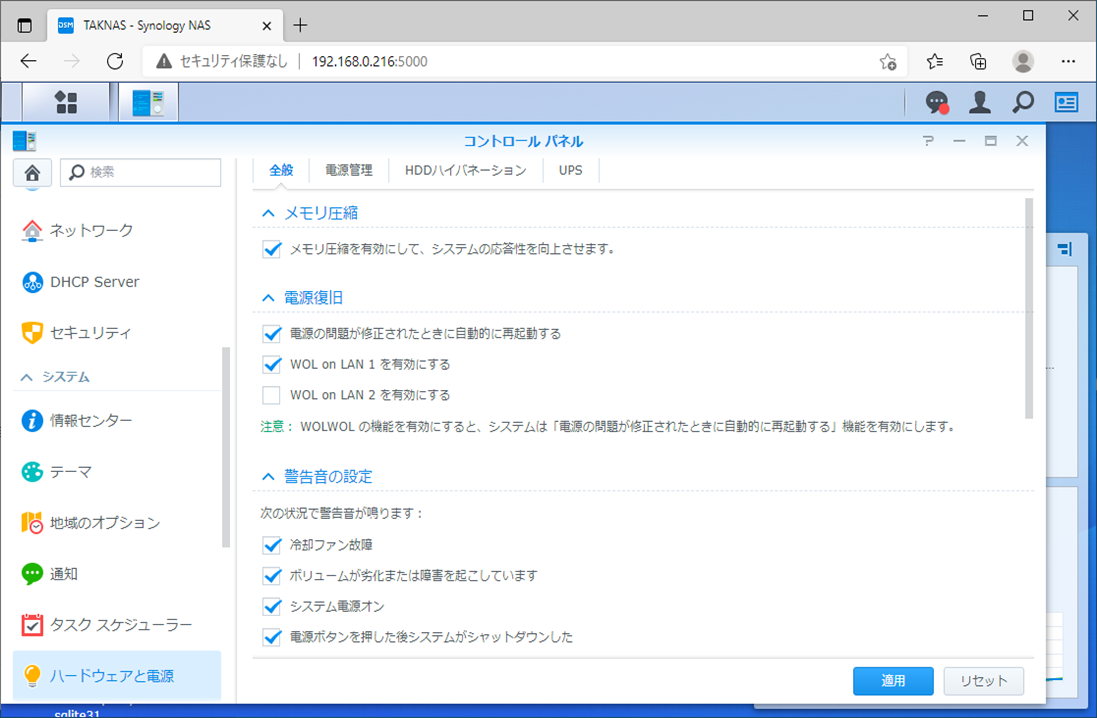 DSM TAKNAS - Synology NAS
セキュリティ保護なし 192.168.0.216:5000
コントロール パネル
検索
全般 電源管理 HDDハイバネーション UPS
ネットワーク
DHCP Server
セキュリティ
システム
情報センター
テーマ
地域のオプション
通知
タスク スケジューラー
ハードウェアと電源
メモリ圧縮
メモリ圧縮を有効にして、システムの応答性を向上させます。
電源復旧
電源の問題が修正されたときに自動的に再起動する
WOL on LAN 1 を有効にする
WOL on LAN 2 を有効にする
注意： WOLWOL の機能を有効にすると、システムは「電源の問題が修正されたときに自動的に再起動する」機能を有効にします。
警告音の設定
次の状況で警告音が鳴ります：
冷却ファン故障
ボリュームが劣化または障害を起こしています
システム電源オン
電源ボタンを押した後システムがシャットダウンした
適用 リセット